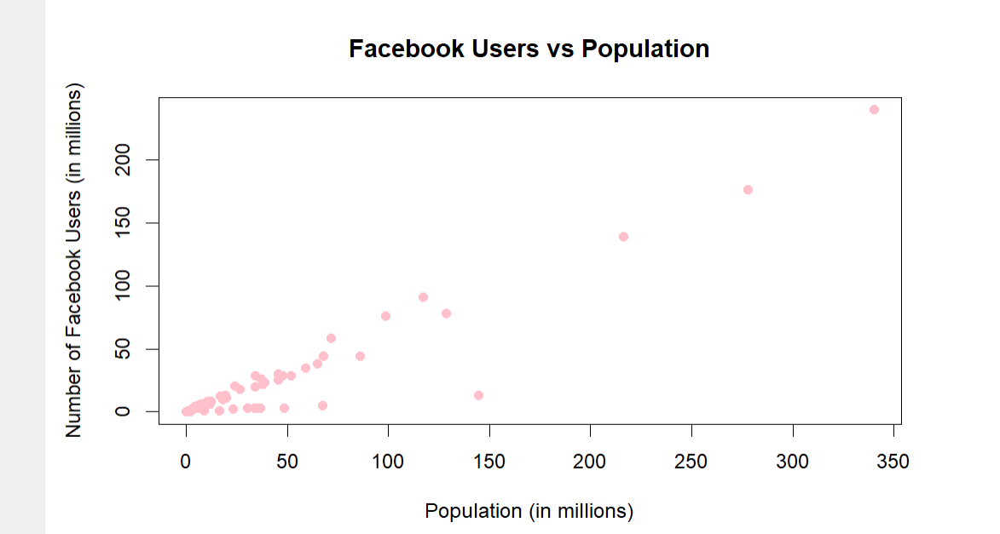 Facebook Users vs Population
Number of Facebook Users (in millions)
200
150
100
50
0
0 50 100 150 200 250 300 350
Population (in millions)